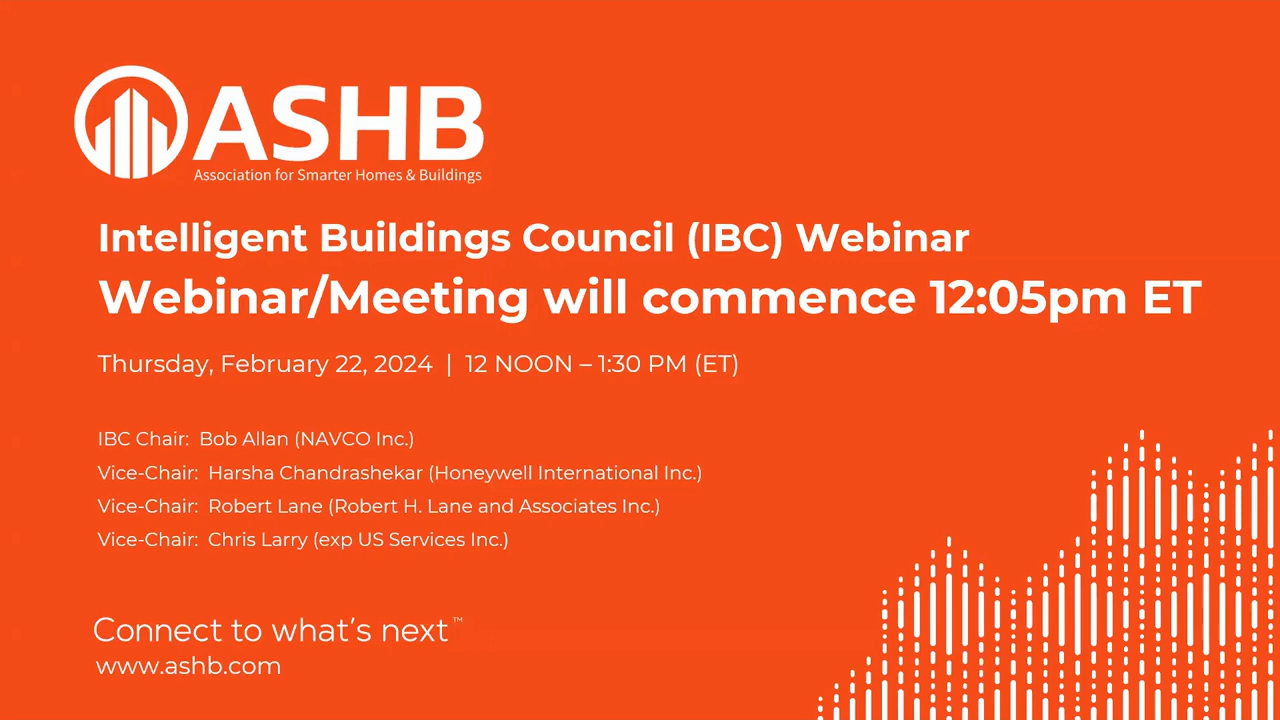 ASHB
Association for Smarter Homes & Buildings
Intelligent Buildings Council (IBC) Webinar
Webinar/Meeting will commence 12:05pm ET
Thursday, February 22, 2024 | 12 NOON – 1:30 PM (ET)
IBC Chair: Bob Allan (NAVCO Inc.)
Vice-Chair: Harsha Chandrashekar (Honeywell International Inc.)
Vice-Chair: Robert Lane (Robert H. Lane and Associates Inc.)
Vice-Chair: Chris Larry (exp US Services Inc.)
Connect to what's next™
www.ashb.com